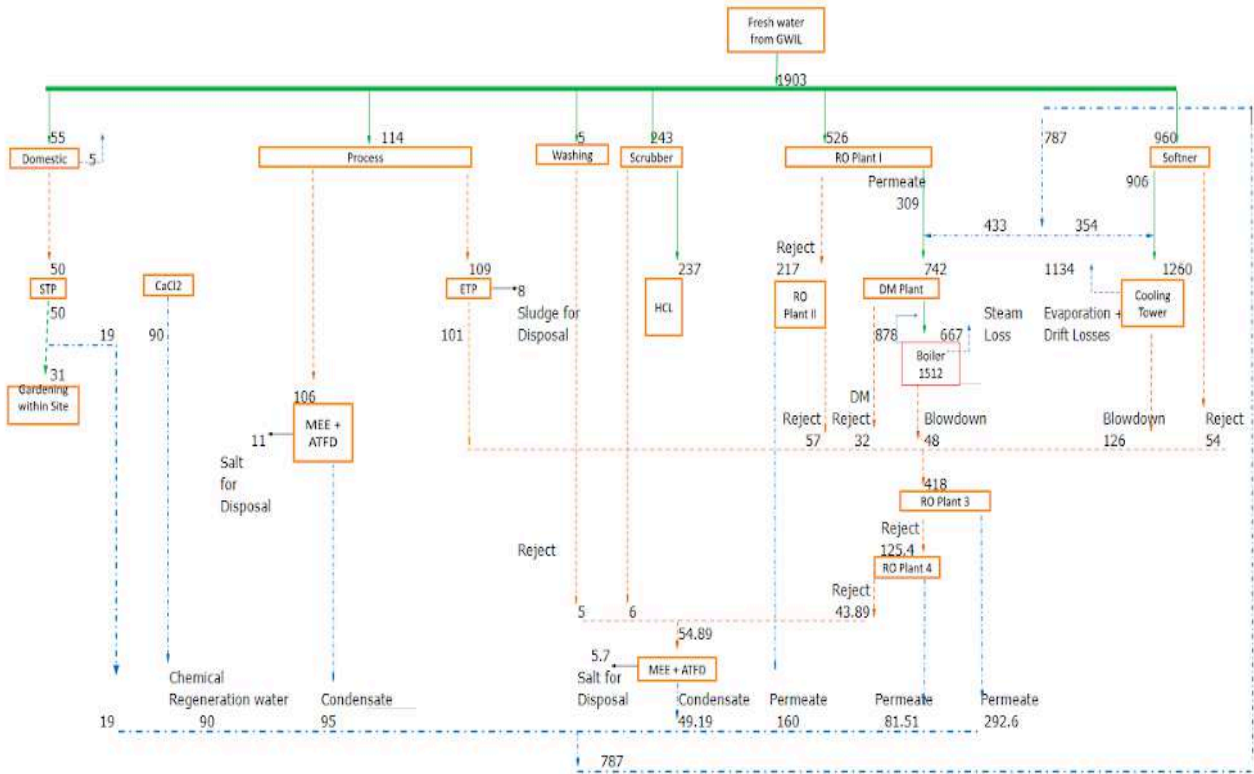 Fresh water
from GWIL
1903
55
114
5
243
526
787
960
Domestic
5
Process
Washing
Scrubber
RO Plant I
Softner
Permeate
309
906
433
354
Reject
50
109
237
217
742
1134
1260
STP
CaCl2
ETP
8
HCL
RO
Plant II
DM Plant
Cooling
Tower
50
Sludge for
Disposal
Steam
Loss
Evaporation +
Drift Losses
19
90
101
878
667
Boiler
1512
31
Gardening
within Site
106
DM
MEE +
ATFD
Reject
Reject
Blowdown
Blowdown
Reject
11
57
32
48
126
54
Salt
for
Disposal
418
RO Plant 3
Reject
Reject
125.4
RO Plant 4
Reject
5
6
43.89
54.89
5.7
MEE + ATFD
Chemical
Regeneration water
Condensate
Salt for
Disposal
Condensate
Permeate
Permeate
Permeate
19
90
95
49.19
160
81.51
292.6
787